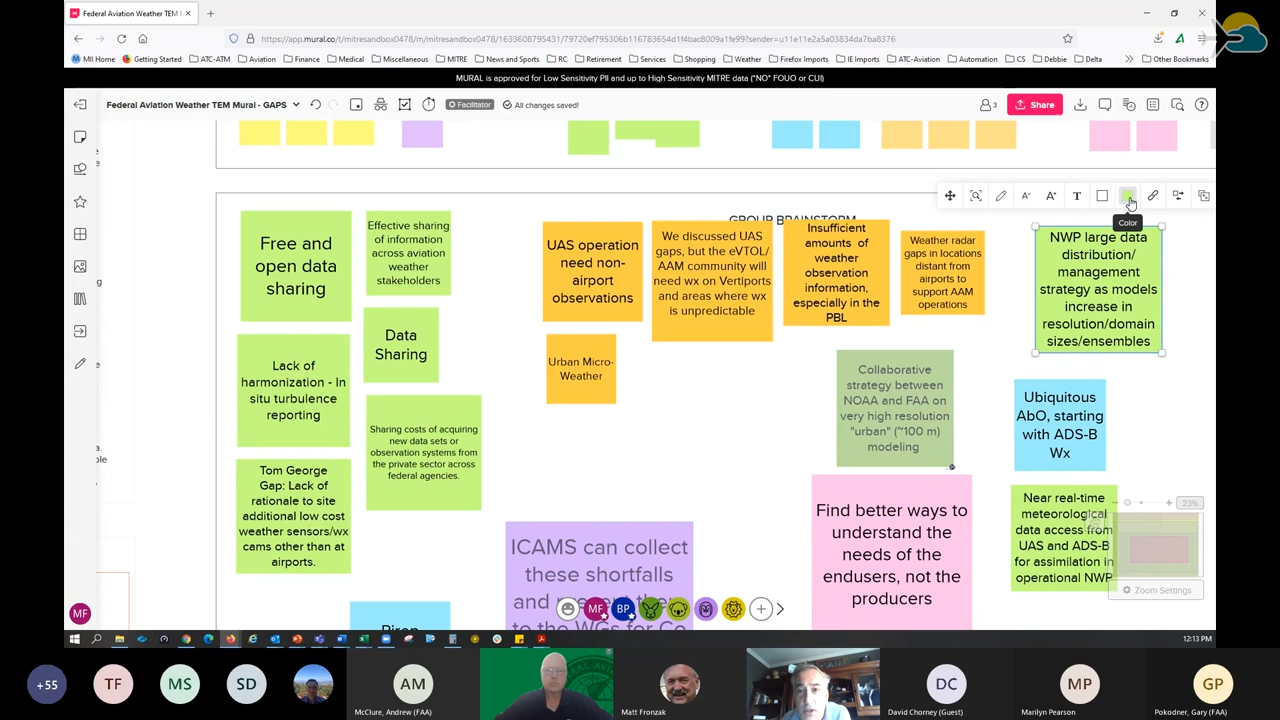 Federal Aviation Weather TEM M
https://app.mural.co/t/mitresandbox0478/m/mitresandbox0478/1633608795431/79720ef795306b116783654d1f4bac8009a1fe99?sender=u11e11e2a5a03834da7be8376
MII Home
Getting Started
ATC-ATM
Aviation
Finance
Medical
Miscellaneous
MITRE
News and Sports
RC
Retirement
Services
Shopping
Weather
Firefox Imports
IE Imports
ATC-Aviation
Automation
CS
Debbie
Delta
Other Bookmarks
MURAL is approved for Low Sensitivity PII and up to High Sensitivity MITRE data ("NO" FOUO or CUI)
Federal Aviation Weather TEM Mural - GAPS
Facilitator
All changes saved!
3
Share
A-
A+
T
Color
GROUP BRAINSTORM
Free and
open data
sharing
Effective sharing
of information
across aviation
weather
stakeholders
UAS operation
need non-
airport
observations
We discussed UAS
gaps, but the eVTOL/
AAM community will
need wx on Vertiports
and areas where wx
is unpredictable
Insufficient
amounts of
weather
observation
information,
especially in the
PBL
Weather radar
gaps in locations
distant from
airports to
support AAM
operations
NWP large data
distribution/
management
strategy as models
increase in
resolution/domain
sizes/ensembles
Lack of
harmonization - In
situ turbulence
reporting
Data
Sharing
Urban Micro-
Weather
Collaborative
strategy between
NOAA and FAA on
very high resolution
"urban" (~100 m)
modeling
Ubiquitous
AbO, starting
with ADS-B
Wx
Sharing costs of acquiring
new data sets or
observation systems from
the private sector across
federal agencies.
Tom George
Gap: Lack of
rationale to site
additional low cost
weather sensors/wx
cams other than at
airports.
ICAMS can collect
these shortfalls
and
to the WGs for Co
Find better ways to
understand the
needs of the
endusers, not the
producers
Near real-time
meteorological
data access from
UAS and ADS-B
for assimilation in
operational NWP
23%
Zoom Settings
MF
MF
BP
12:13 PM
+55
TF
MS
SD
AM
DC
MP
GP
McClure, Andrew (FAA)
Matt Fronzak
David Chorney (Guest)
Marilyn Pearson
Pokodner, Gary (FAA)